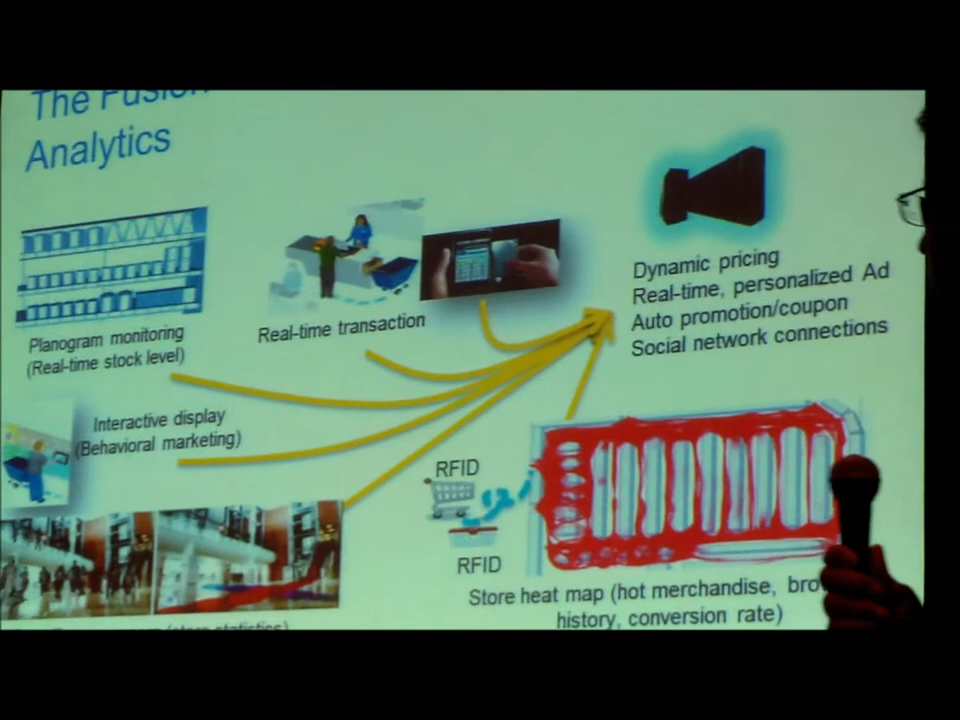 The Fusion
Analytics
Planogram monitoring
(Real-time stock level)
Real-time transaction
Dynamic pricing
Real-time, personalized Ad
Auto promotion/coupon
Social network connections
Interactive display
(Behavioral marketing)
RFID
RFID
Store heat map (hot merchandise,
history, conversion rate)
(store statistics)